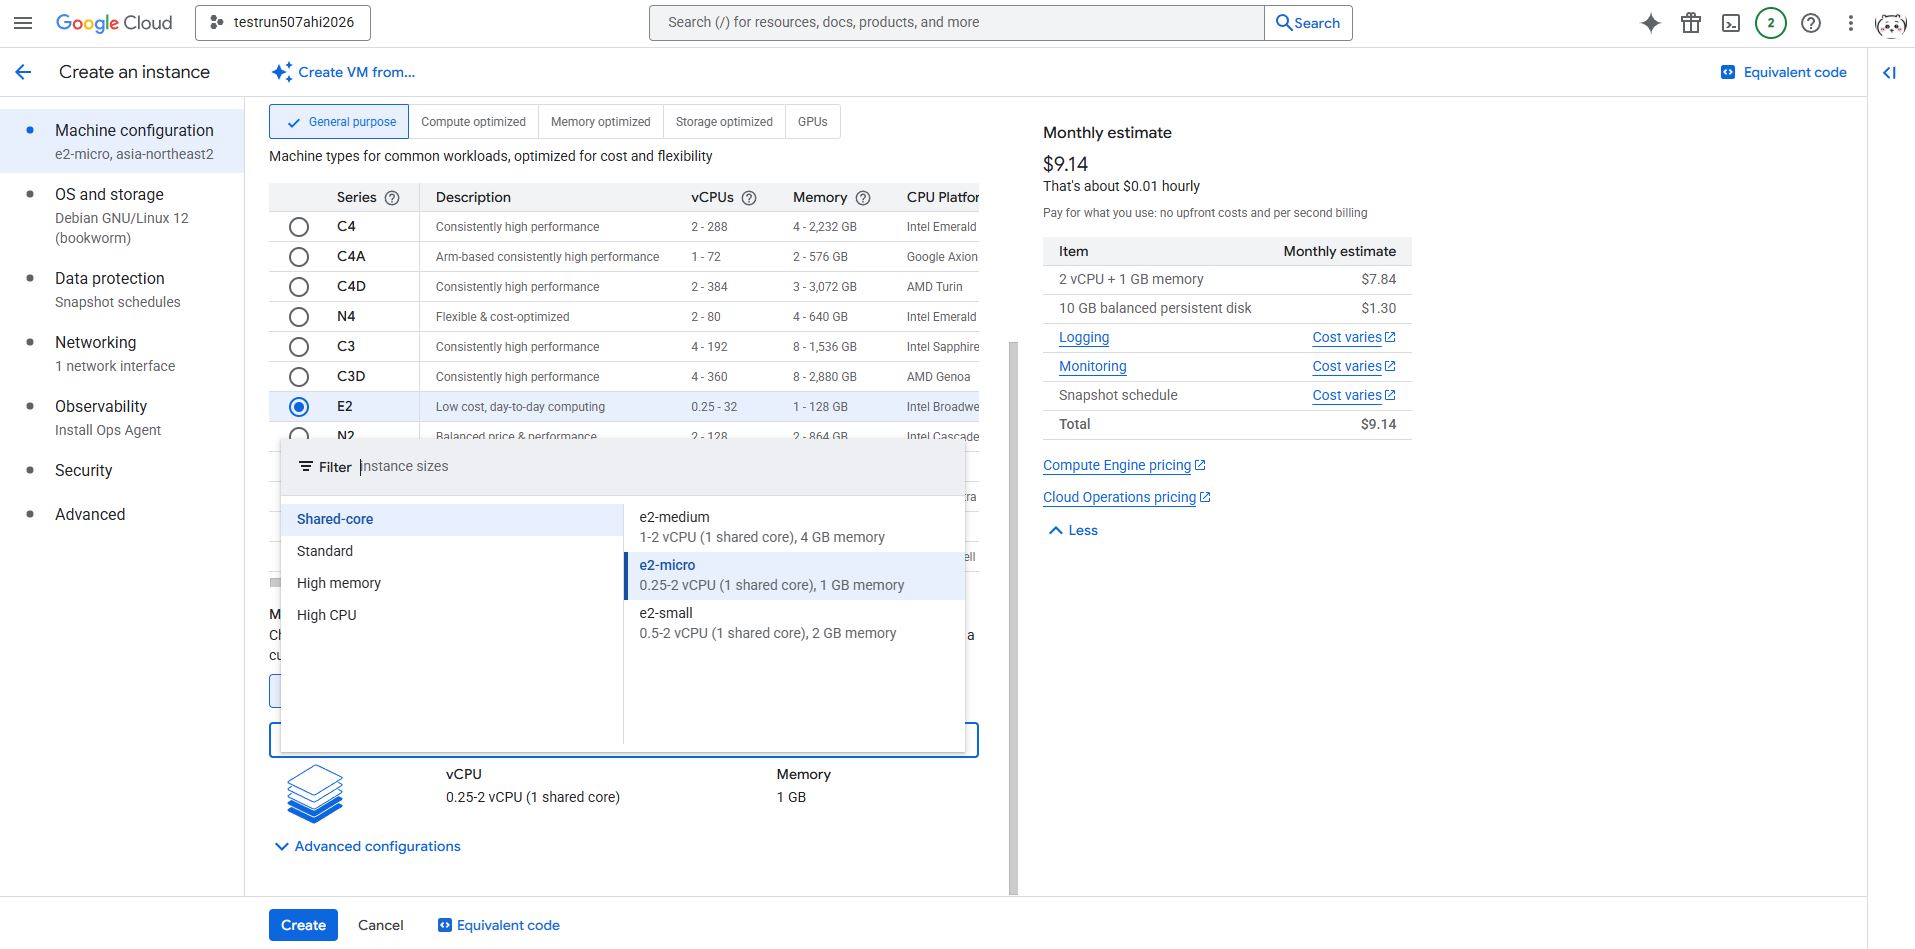 Google Cloud
testrun507ahi2026
Search (/) for resources, docs, products, and more
Search
2
Create an instance
Create VM from...
Equivalent code
Machine configuration
e2-micro, asia-northeast2
OS and storage
Debian GNU/Linux 12
(bookworm)
Data protection
Snapshot schedules
Networking
1 network interface
Observability
Install Ops Agent
Security
Advanced
General purpose Compute optimized Memory optimized Storage optimized GPUs
Machine types for common workloads, optimized for cost and flexibility
Series Description vCPUs Memory CPU Platfor
C4 Consistently high performance 2 - 288 4 - 2,232 GB Intel Emerald
C4A Arm-based consistently high performance 1 - 72 2 - 576 GB Google Axion
C4D Consistently high performance 2 - 384 3 - 3,072 GB AMD Turin
N4 Flexible & cost-optimized 2 - 80 4 - 640 GB Intel Emerald
C3 Consistently high performance 4 - 192 8 - 1,536 GB Intel Sapphire
C3D Consistently high performance 4 - 360 8 - 2,880 GB AMD Genoa
E2 Low cost, day-to-day computing 0.25 - 32 1 - 128 GB Intel Broadwe
N2 Balanced price & performance 2 - 128 2 - 864 GB Intel Cascade
Filter instance sizes
Shared-core
Standard
High memory
High CPU
e2-medium
1-2 vCPU (1 shared core), 4 GB memory
e2-micro
0.25-2 vCPU (1 shared core), 1 GB memory
e2-small
0.5-2 vCPU (1 shared core), 2 GB memory
ell
a
vCPU Memory
0.25-2 vCPU (1 shared core) 1 GB
Advanced configurations
Create Cancel Equivalent code
Monthly estimate
$9.14
That's about $0.01 hourly
Pay for what you use: no upfront costs and per second billing
Item Monthly estimate
2 vCPU + 1 GB memory $7.84
10 GB balanced persistent disk $1.30
Logging Cost varies
Monitoring Cost varies
Snapshot schedule Cost varies
Total $9.14
Compute Engine pricing
Cloud Operations pricing
Less